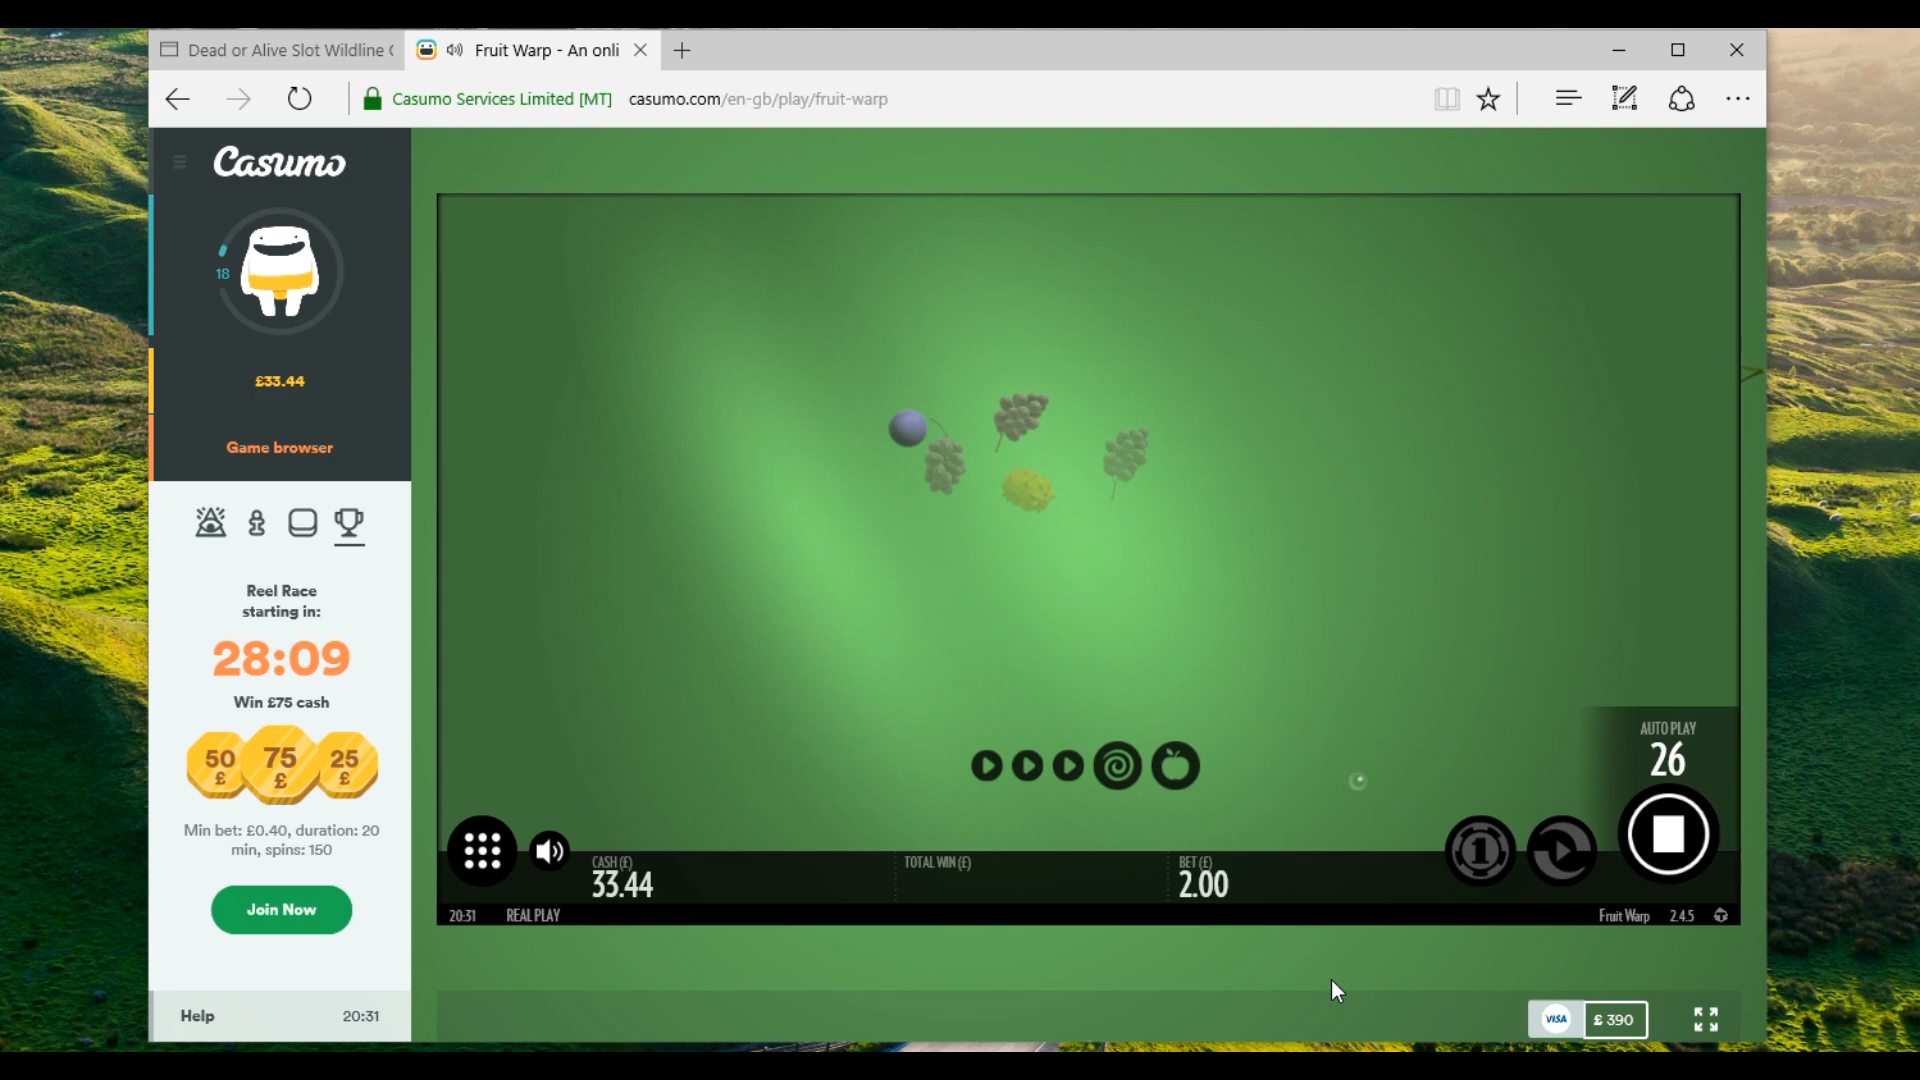 Dead or Alive Slot Wildline
Fruit Warp - An onli
Casumo Services Limited [MT] casumo.com/en-gb/play/fruit-warp
Casumo
18
£33.44
Game browser
Reel Race
starting in:
28:09
Win £75 cash
50
£
75
£
25
£
Min bet: £0.40, duration: 20
min, spins: 150
Join Now
Help 20:31
AUTO PLAY
26
1
CASH (£)
33.44
TOTAL WIN (£)
BET (£)
2.00
20:31 REAL PLAY
Fruit Warp 2.4.5
VISA £ 390